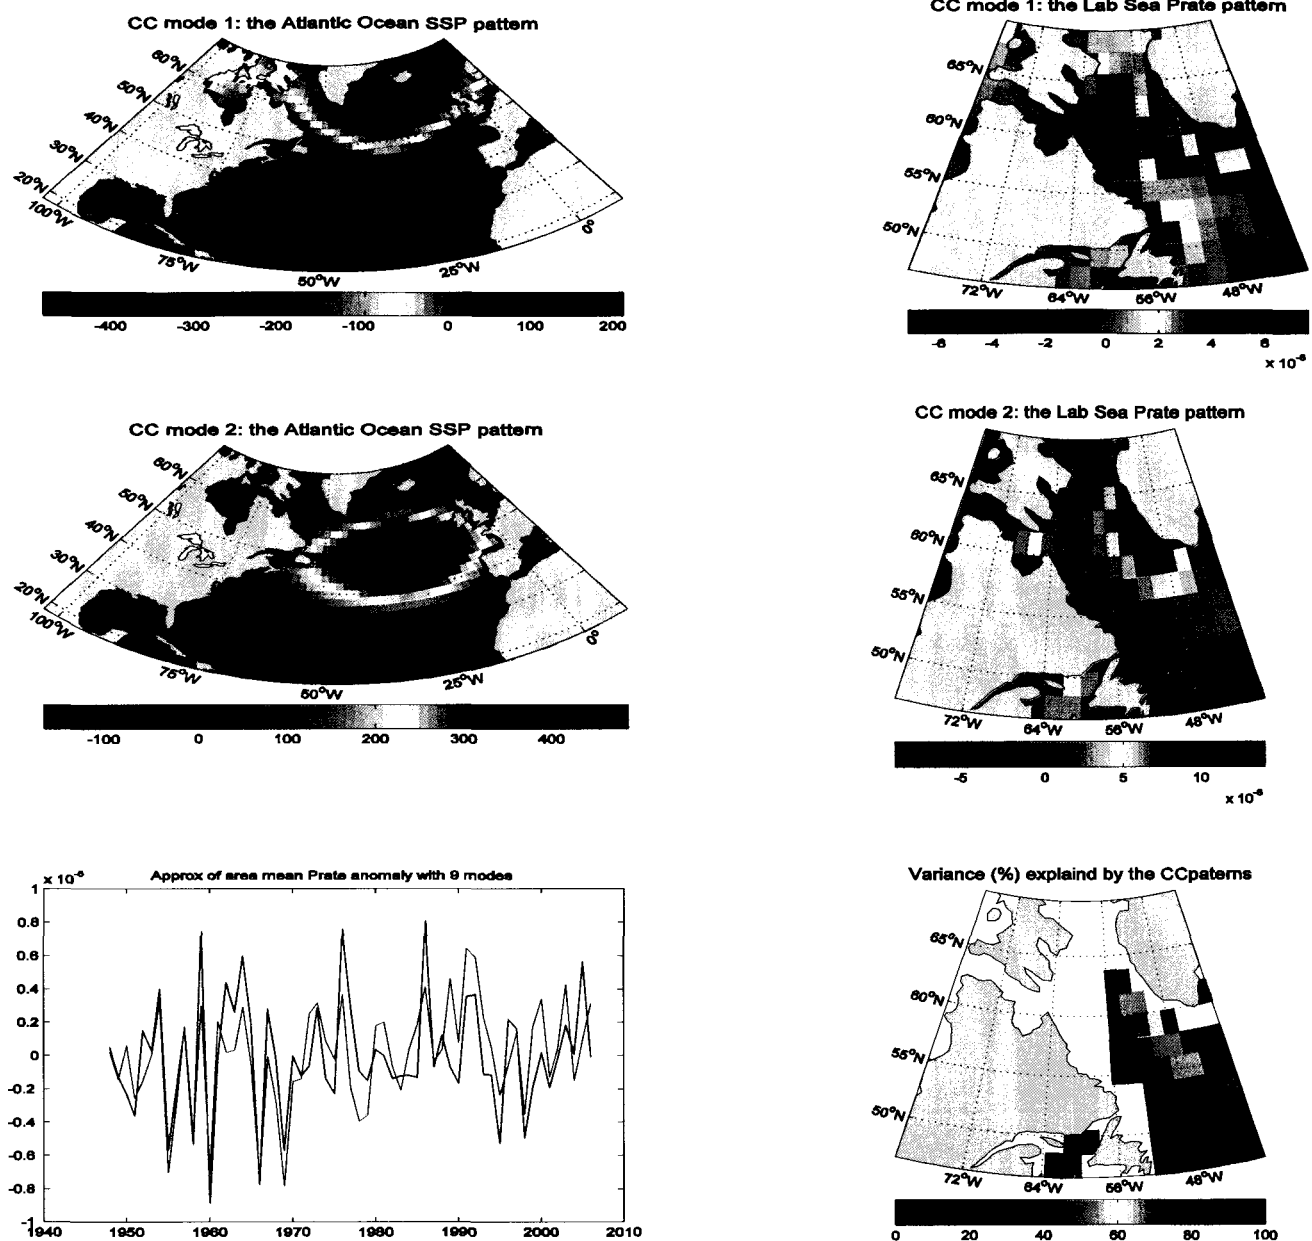 CC mode 1: the Atlantic Ocean SSP pattern
60°N
50°N
40°N
30°N
20°N
100°W
75°W
50°W
25°W
0°
-400 -300 -200 -100 0 100 200
CC mode 1: the Lab Sea Prate pattern
65°N
60°N
55°N
50°N
72°W
64°W
56°W
48°W
-6 -4 -2 0 2 4 6
x 10⁻⁶
CC mode 2: the Atlantic Ocean SSP pattern
60°N
50°N
40°N
30°N
20°N
100°W
75°W
50°W
25°W
0°
-100 0 100 200 300 400
CC mode 2: the Lab Sea Prate pattern
65°N
60°N
55°N
50°N
72°W
64°W
56°W
48°W
-5 0 5 10
x 10⁻⁶
x 10⁻⁵
Approx of area mean Prate anomaly with 9 modes
1
0.8
0.6
0.4
0.2
0
-0.2
-0.4
-0.6
-0.8
-1
1940 1950 1960 1970 1980 1990 2000 2010
Variance (%) explaind by the CCpaterns
65°N
60°N
55°N
50°N
72°W
64°W
56°W
48°W
0 20 40 60 80 100